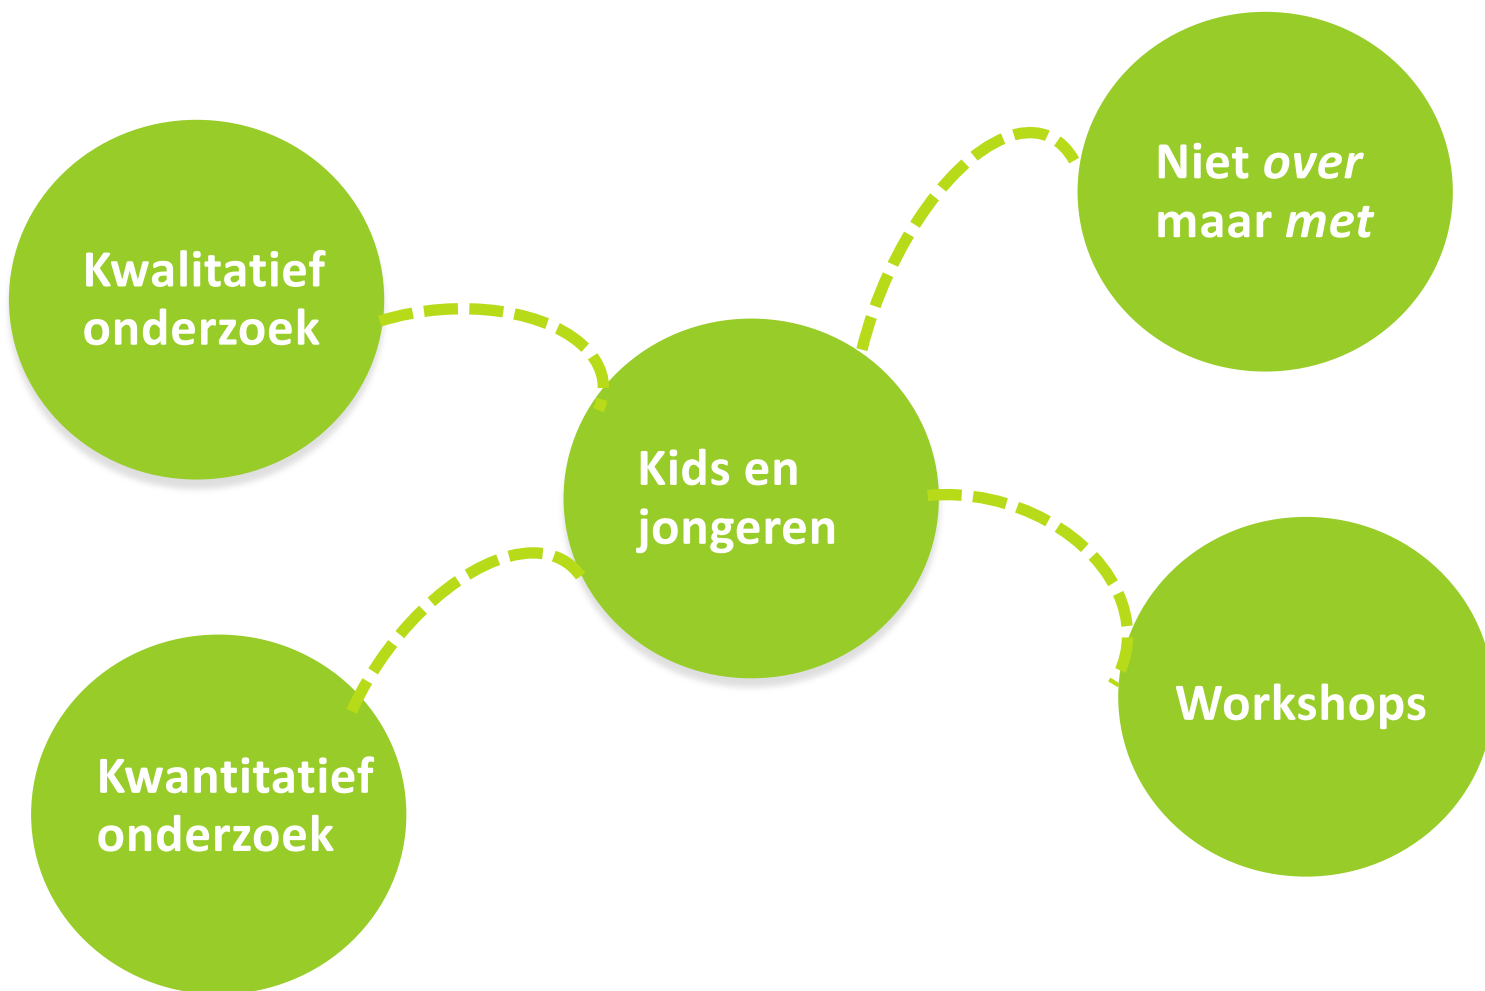 Niet over
maar met
Kwalitatief
onderzoek
Kids en
jongeren
Workshops
Kwantitatief
onderzoek